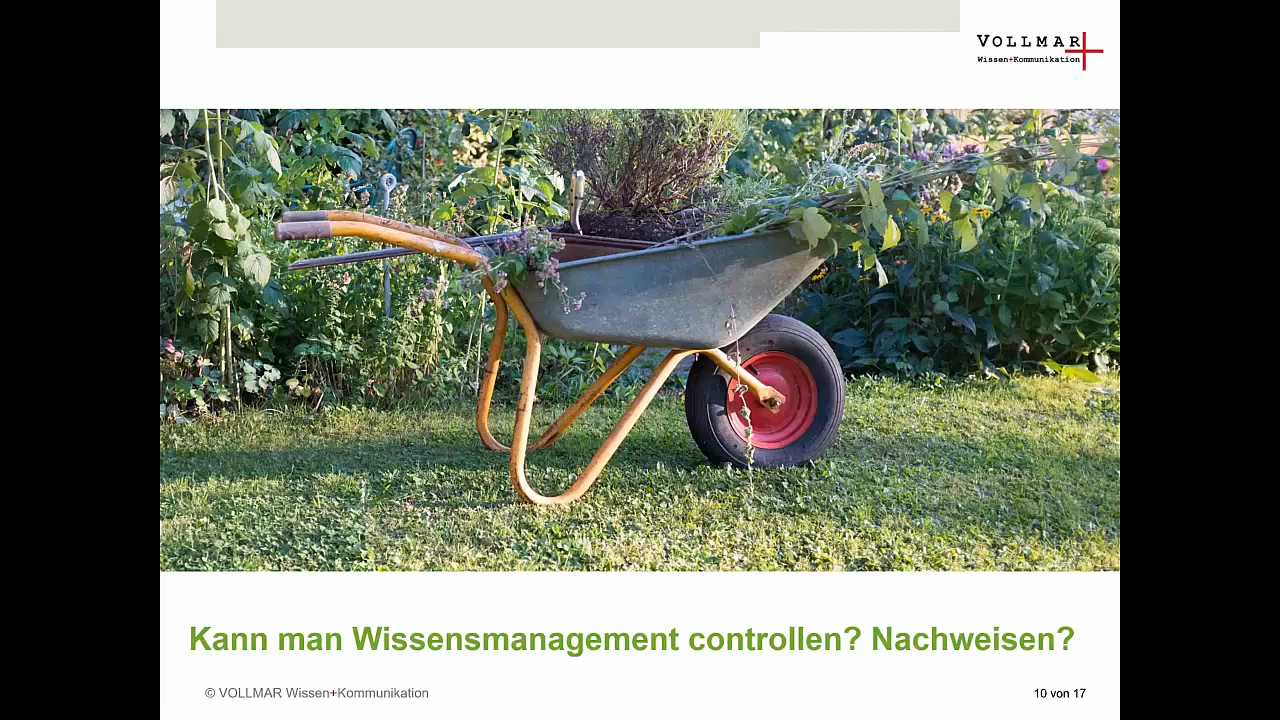 VOLLMAR
Wissen+Kommunikation
Kann man Wissensmanagement controllen? Nachweisen?
© VOLLMAR Wissen+Kommunikation
10 von 17